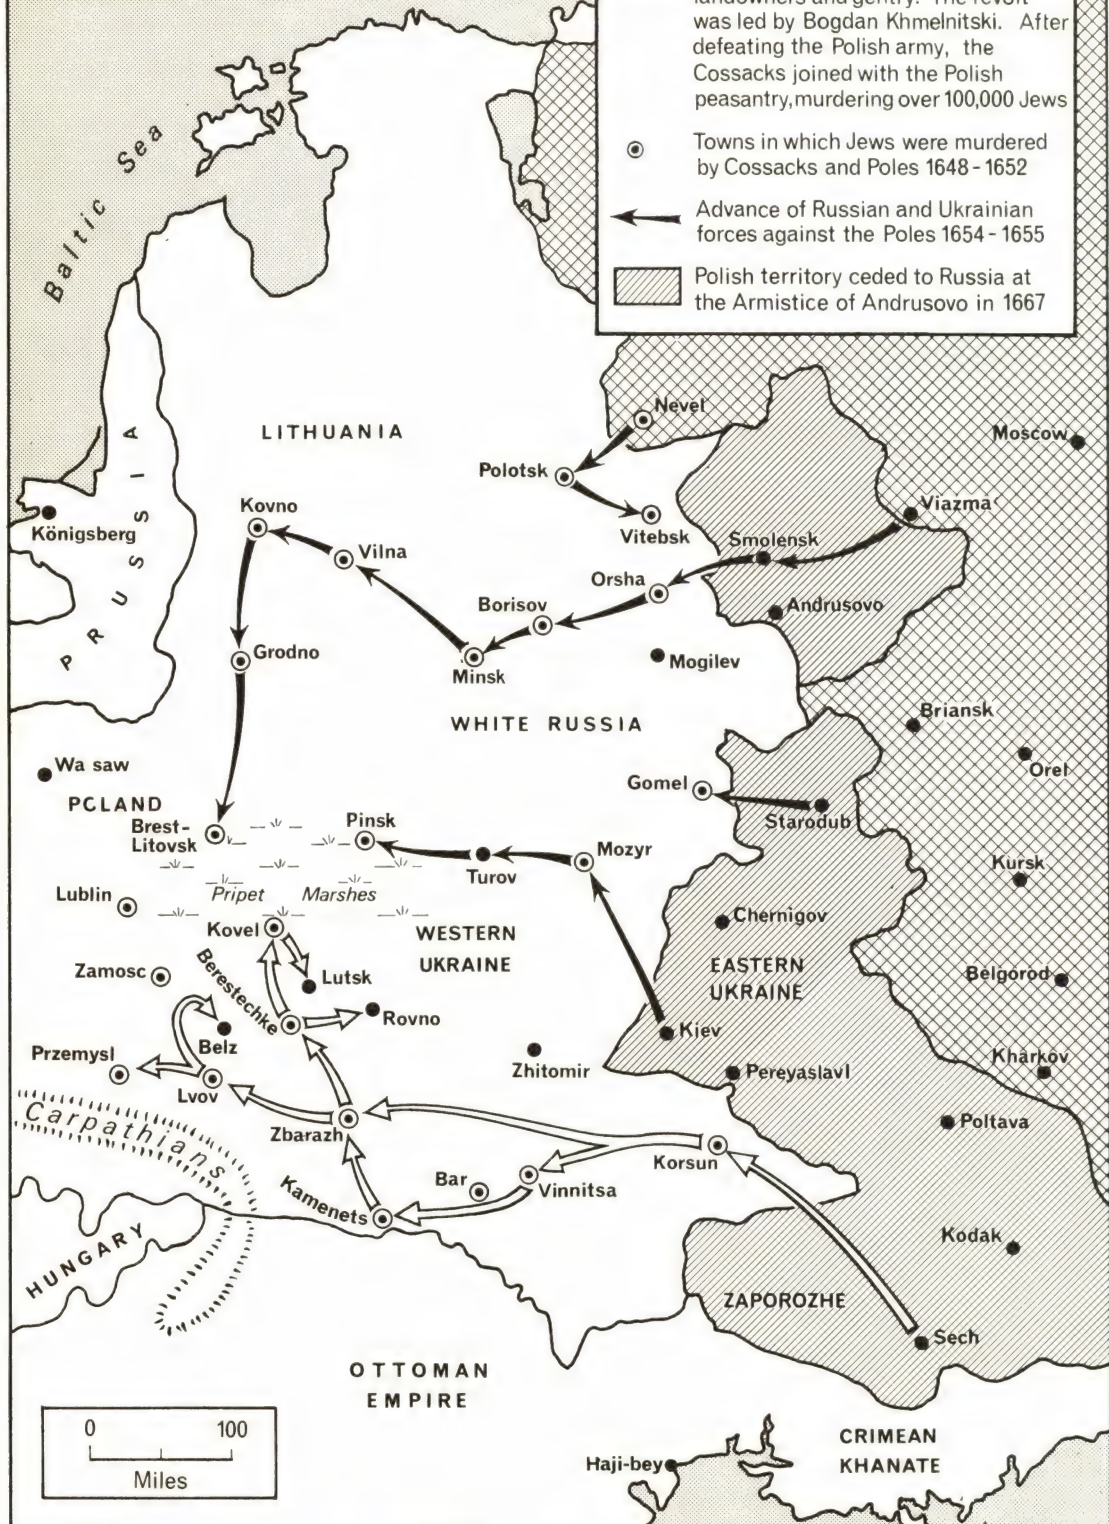 landowners and gentry. The revolt
was led by Bogdan Khmelnitski. After
defeating the Polish army, the
Cossacks joined with the Polish
peasantry, murdering over 100,000 Jews
Towns in which Jews were murdered
by Cossacks and Poles 1648-1652
Advance of Russian and Ukrainian
forces against the Poles 1654-1655
Polish territory ceded to Russia at
the Armistice of Andrusovo in 1667
Baltic Sea
Nevel
LITHUANIA
Moscow
Polotsk
Kovno
Viazma
Königsberg
PRUSSIA
Vitebsk
Smolensk
Vilna
Orsha
Borisov
Andrusovo
Grodno
Mogilev
Minsk
WHITE RUSSIA
Briansk
Wa saw
Orel
Gomel
POLAND
Starodub
Brest-
Litovsk
Pinsk
Mozyr
Turov
Kursk
Lublin
Pripet Marshes
Chernigov
Kovel
WESTERN
UKRAINE
EASTERN
UKRAINE
Zamosc
Berestechke
Lutsk
Belgorod
Rovno
Kiev
Belz
Przemysl
Zhitomir
Pereyaslavl
Kharkov
Lvov
Carpathians
Zbarazh
Poltava
Korsun
Bar
Vinnitsa
Kamenets
HUNGARY
Kodak
ZAPOROZHE
Sech
OTTOMAN
EMPIRE
0 100
Miles
CRIMEAN
KHANATE
Haji-bey